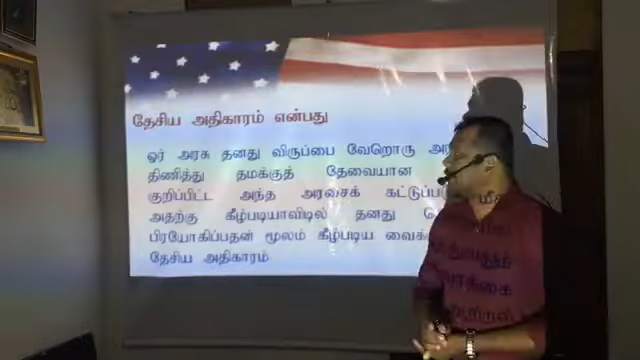 தேசிய அதிகாரம் என்பது
ஓர் அரசு தனது விருப்பை வேறொரு
திணித்து தமக்குத் தேவையான
குறிப்பிட்ட அந்த அரசைக்
அதற்கு கீழ்படியாவிடில் தனது
பிரயோகிப்பதன் மூலம் கீழ்படிய
தேசிய அதிகாரம்